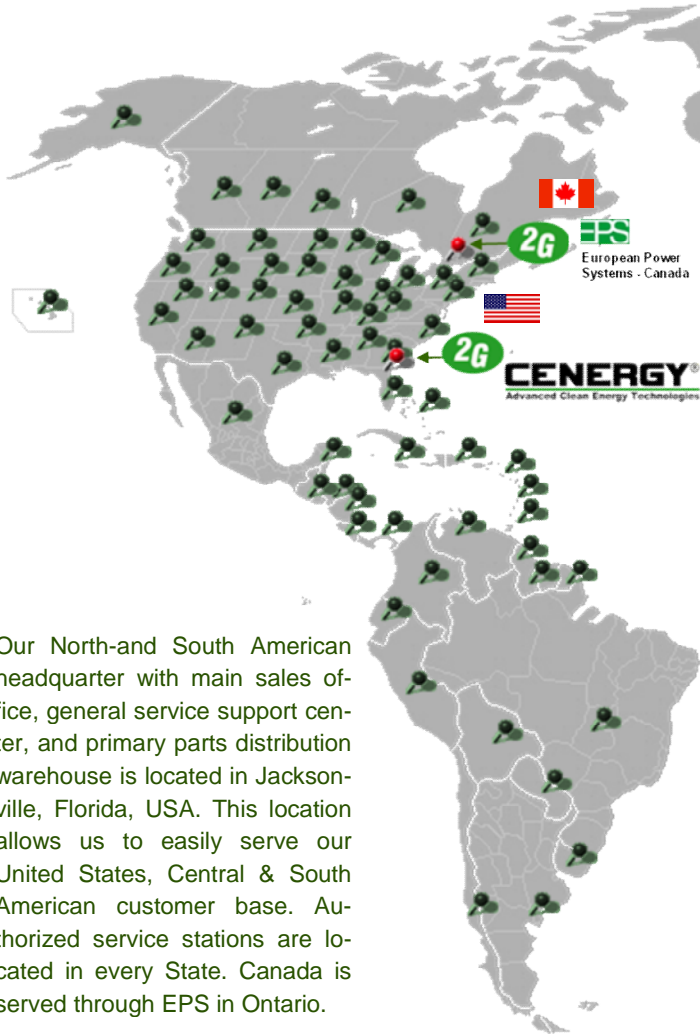 2G
EPS
European Power
Systems - Canada
2G
CENERGY®
Advanced Clean Energy Technologies
Our North-and South American
headquarter with main sales of-
fice, general service support cen-
ter, and primary parts distribution
warehouse is located in Jackson-
ville, Florida, USA. This location
allows us to easily serve our
United States, Central & South
American customer base. Au-
thorized service stations are lo-
cated in every State. Canada is
served through EPS in Ontario.